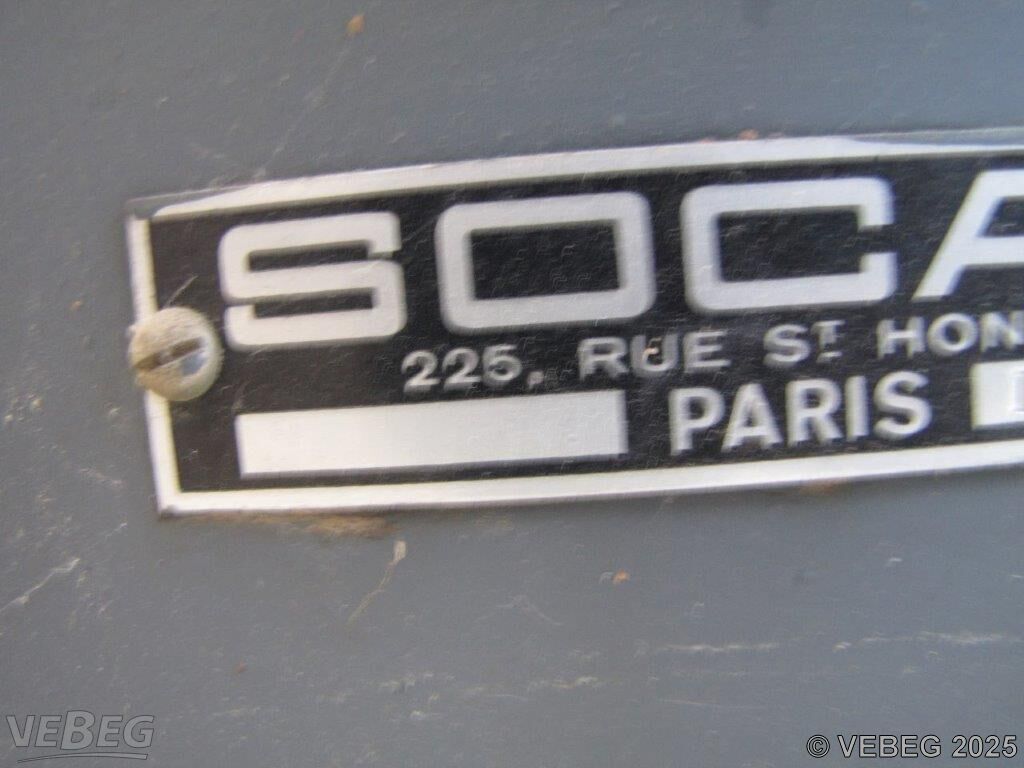 SOCA
225, RUE ST HON
PARIS
VEBEG
© VEBEG 2025